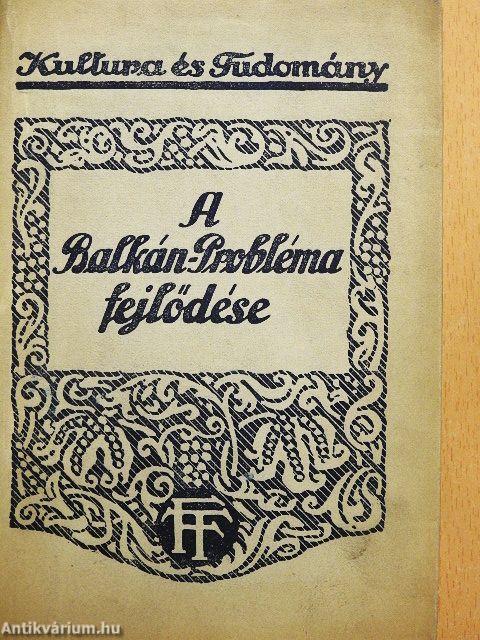 Kultura és Tudomány
A
Balkán-Probléma
fejlődése
FT
Antikvárium.hu